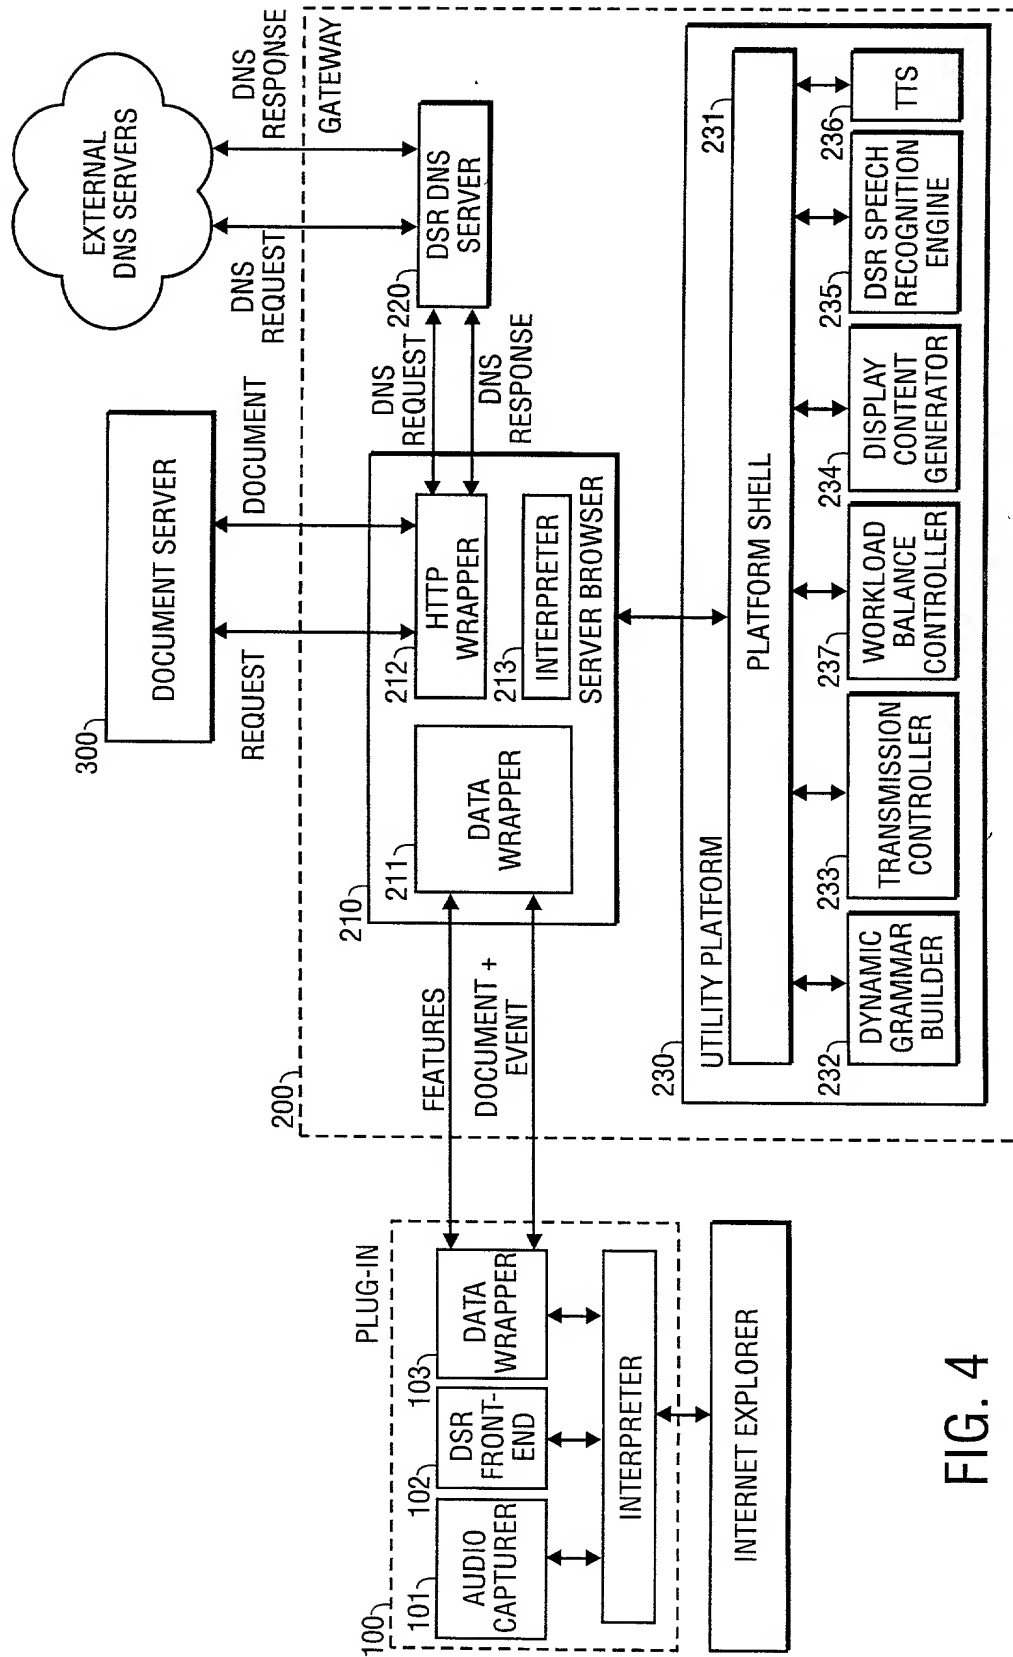 100
PLUG-IN
101
AUDIO
CAPTURER
102
DSR
FRONT-
END
103
DATA
WRAPPER
INTERPRETER
INTERNET EXPLORER
FEATURES
DOCUMENT +
EVENT
300
DOCUMENT SERVER
REQUEST
DOCUMENT
EXTERNAL
DNS SERVERS
DNS
REQUEST
DNS
RESPONSE
200
GATEWAY
210
211
DATA
WRAPPER
212
HTTP
WRAPPER
213
INTERPRETER
SERVER BROWSER
DNS
REQUEST
DNS
RESPONSE
220
DSR DNS
SERVER
230
UTILITY PLATFORM
231
PLATFORM SHELL
232
DYNAMIC
GRAMMAR
BUILDER
233
TRANSMISSION
CONTROLLER
237
WORKLOAD
BALANCE
CONTROLLER
234
DISPLAY
CONTENT
GENERATOR
235
DSR SPEECH
RECOGNITION
ENGINE
236
TTS
FIG. 4